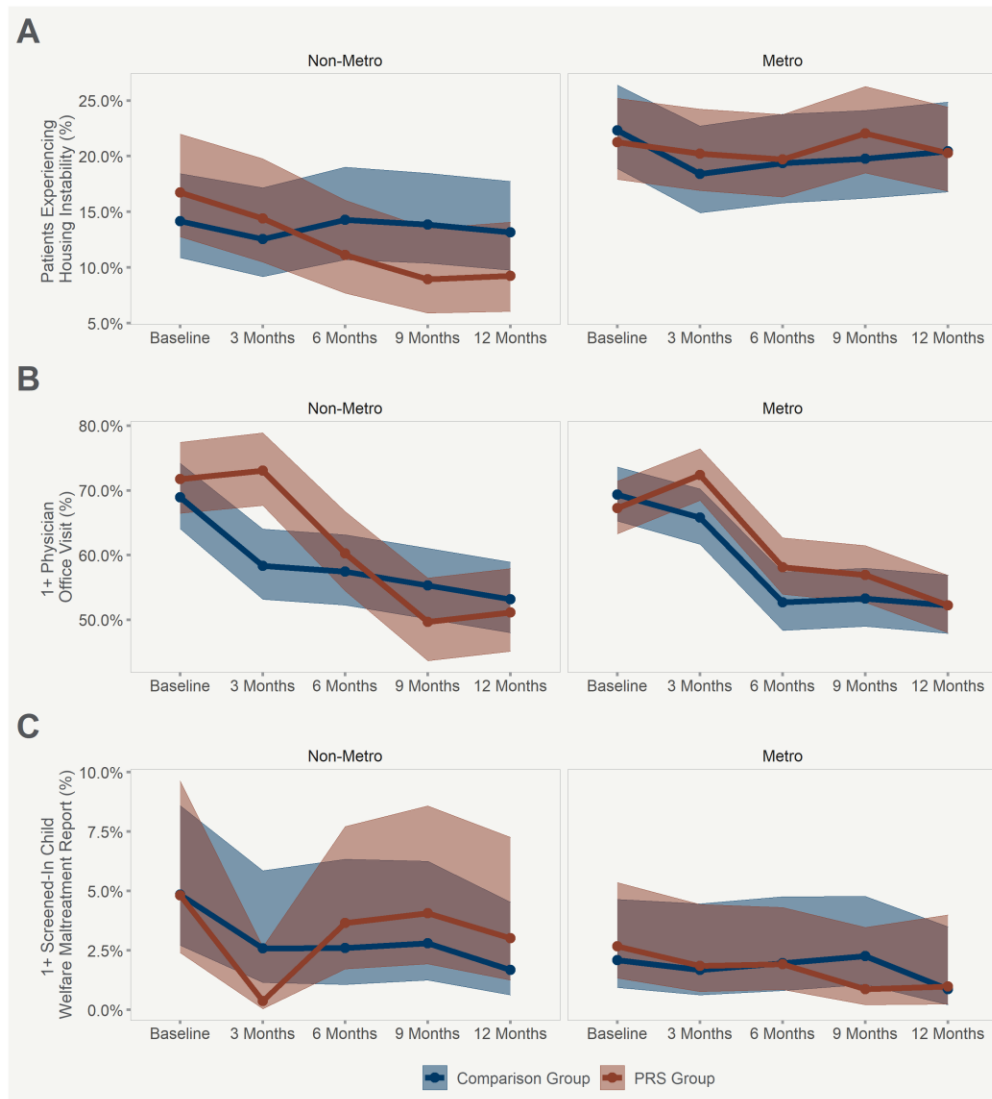 A
Non-Metro
Metro
Patients Experiencing
Housing Instability (%)
25.0%
20.0%
15.0%
10.0%
5.0%
Baseline 3 Months 6 Months 9 Months 12 Months
Baseline 3 Months 6 Months 9 Months 12 Months
B
Non-Metro
Metro
1+ Physician
Office Visit (%)
80.0%
70.0%
60.0%
50.0%
Baseline 3 Months 6 Months 9 Months 12 Months
Baseline 3 Months 6 Months 9 Months 12 Months
C
Non-Metro
Metro
1+ Screened-In Child
Welfare Maltreatment Report (%)
10.0%
7.5%
5.0%
2.5%
0.0%
Baseline 3 Months 6 Months 9 Months 12 Months
Baseline 3 Months 6 Months 9 Months 12 Months
Comparison Group PRS Group